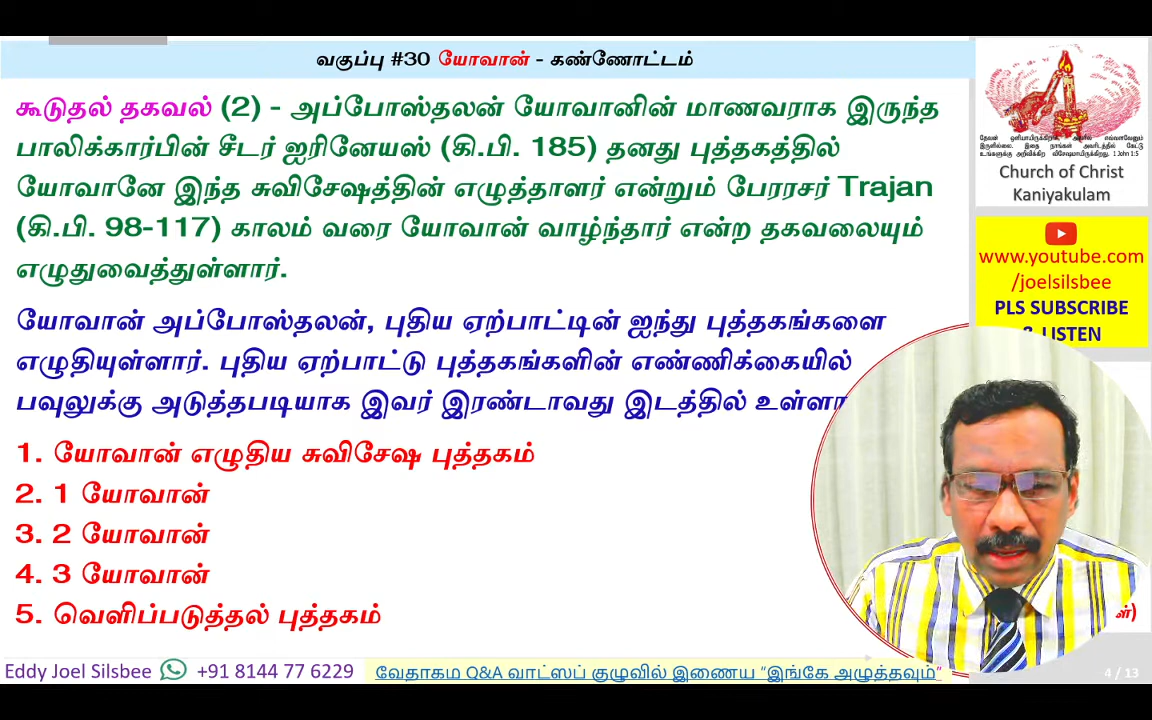 வகுப்பு #30 யோவான் - கண்ணோட்டம்
கூடுதல் தகவல் (2) - அப்போஸ்தலன் யோவானின் மாணவராக இருந்த
பாலிக்கார்பின் சீடர் ஐரினேயஸ் (கி.பி. 185) தனது புத்தகத்தில்
யோவானே இந்த சுவிசேஷத்தின் எழுத்தாளர் என்றும் பேரரசர் Trajan
(கி.பி. 98-117) காலம் வரை யோவான் வாழ்ந்தார் என்ற தகவலையும்
எழுதுவைத்துள்ளார்.
யோவான் அப்போஸ்தலன், புதிய ஏற்பாட்டின் ஐந்து புத்தகங்களை
எழுதியுள்ளார். புதிய ஏற்பாட்டு புத்தகங்களின் எண்ணிக்கையில்
பவுலுக்கு அடுத்தபடியாக இவர் இரண்டாவது இடத்தில்
1. யோவான் எழுதிய சுவிசேஷ புத்தகம்
2. 1 யோவான்
3. 2 யோவான்
4. 3 யோவான்
5. வெளிப்படுத்தல் புத்தகம்
Church of Christ
Kaniyakulam
www.youtube.com
/joelsilsbee
PLS SUBSCRIBE
LISTEN
Eddy Joel Silsbee +91 8144 77 6229 வேதாகம Q&A வாட்ஸப் குழுவில் இணைய “இங்கே அழுத்தவும்”
4 / 13